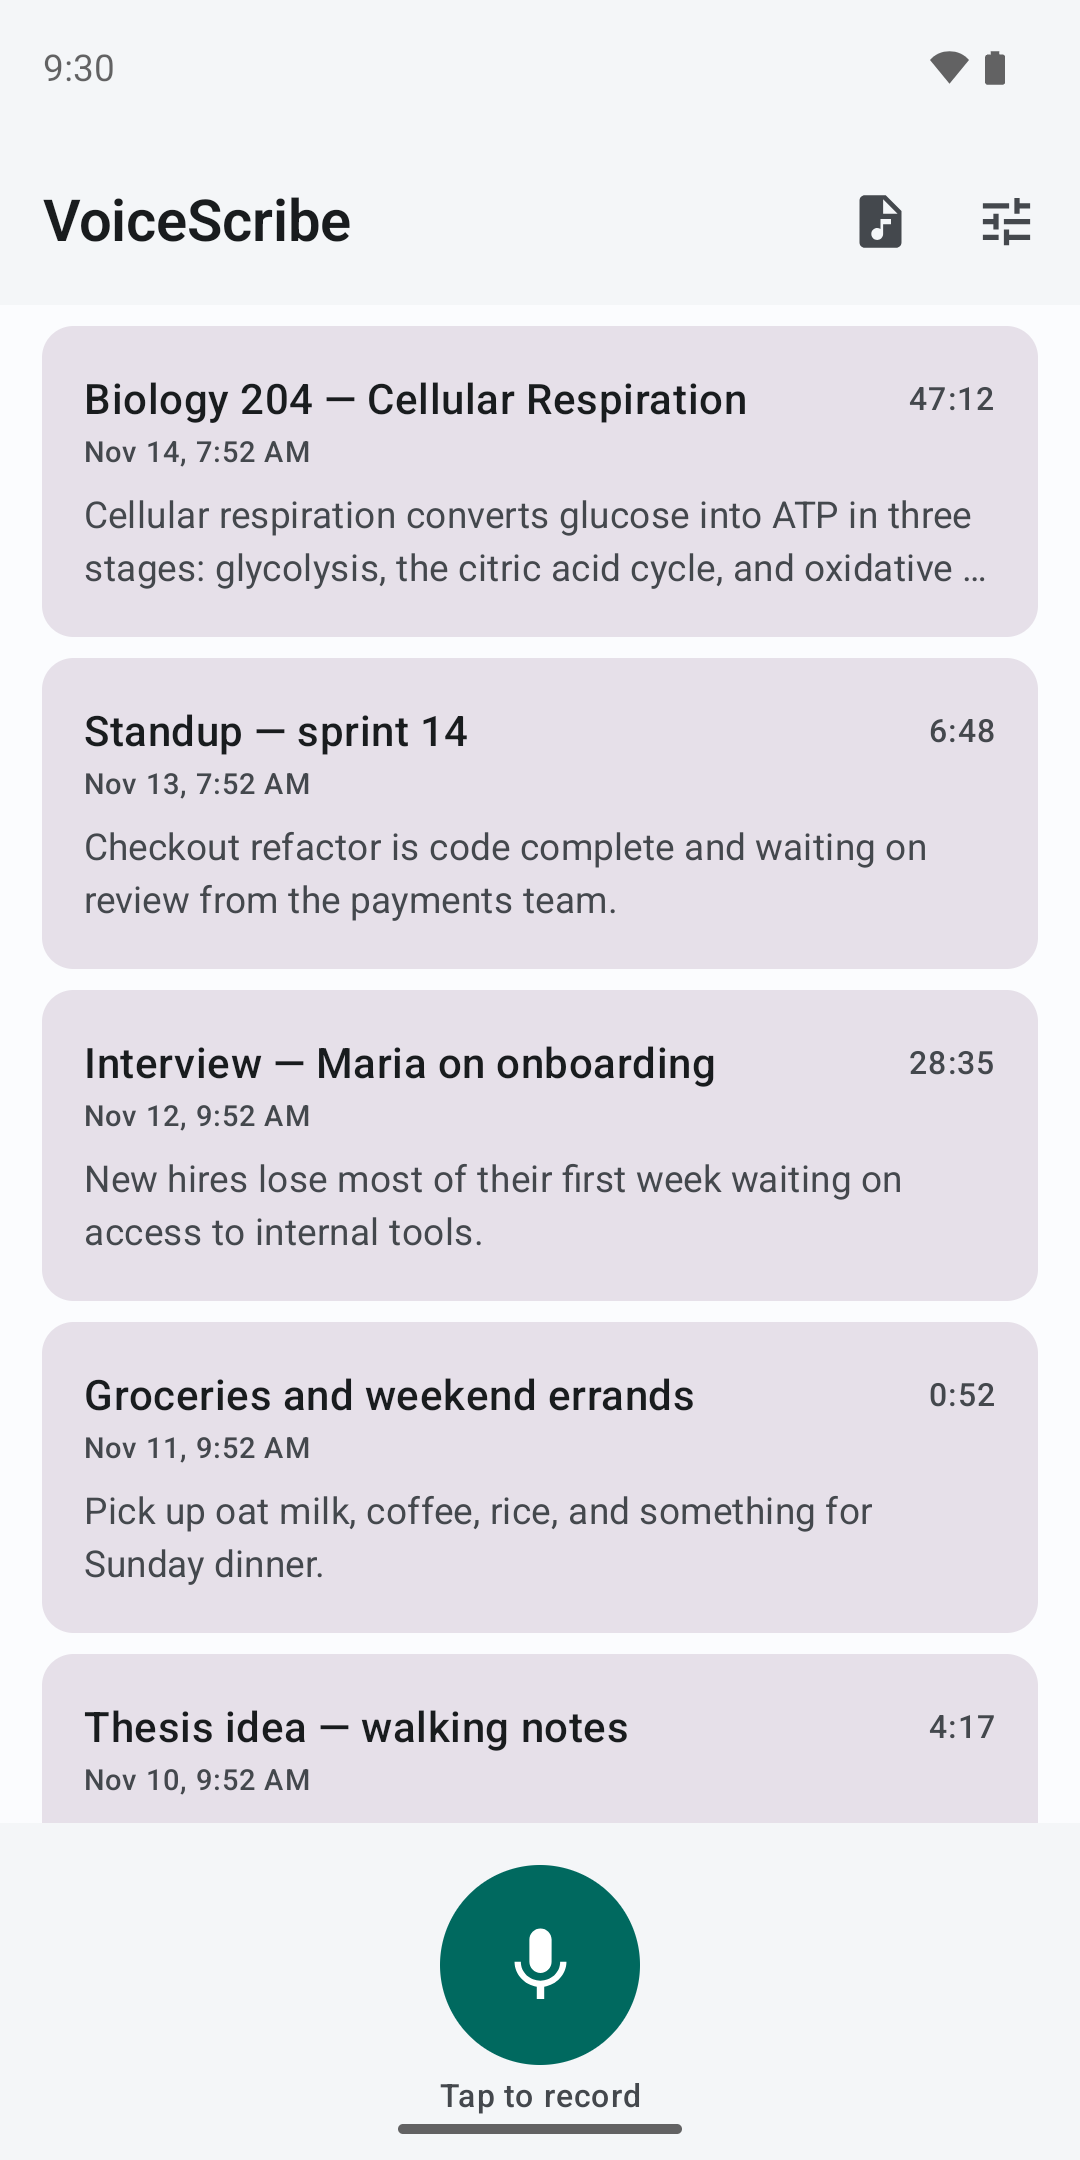 9:30
VoiceScribe
Biology 204 — Cellular Respiration 47:12
Nov 14, 7:52 AM
Cellular respiration converts glucose into ATP in three
stages: glycolysis, the citric acid cycle, and oxidative ...
Standup — sprint 14 6:48
Nov 13, 7:52 AM
Checkout refactor is code complete and waiting on
review from the payments team.
Interview — Maria on onboarding 28:35
Nov 12, 9:52 AM
New hires lose most of their first week waiting on
access to internal tools.
Groceries and weekend errands 0:52
Nov 11, 9:52 AM
Pick up oat milk, coffee, rice, and something for
Sunday dinner.
Thesis idea — walking notes 4:17
Nov 10, 9:52 AM
Tap to record